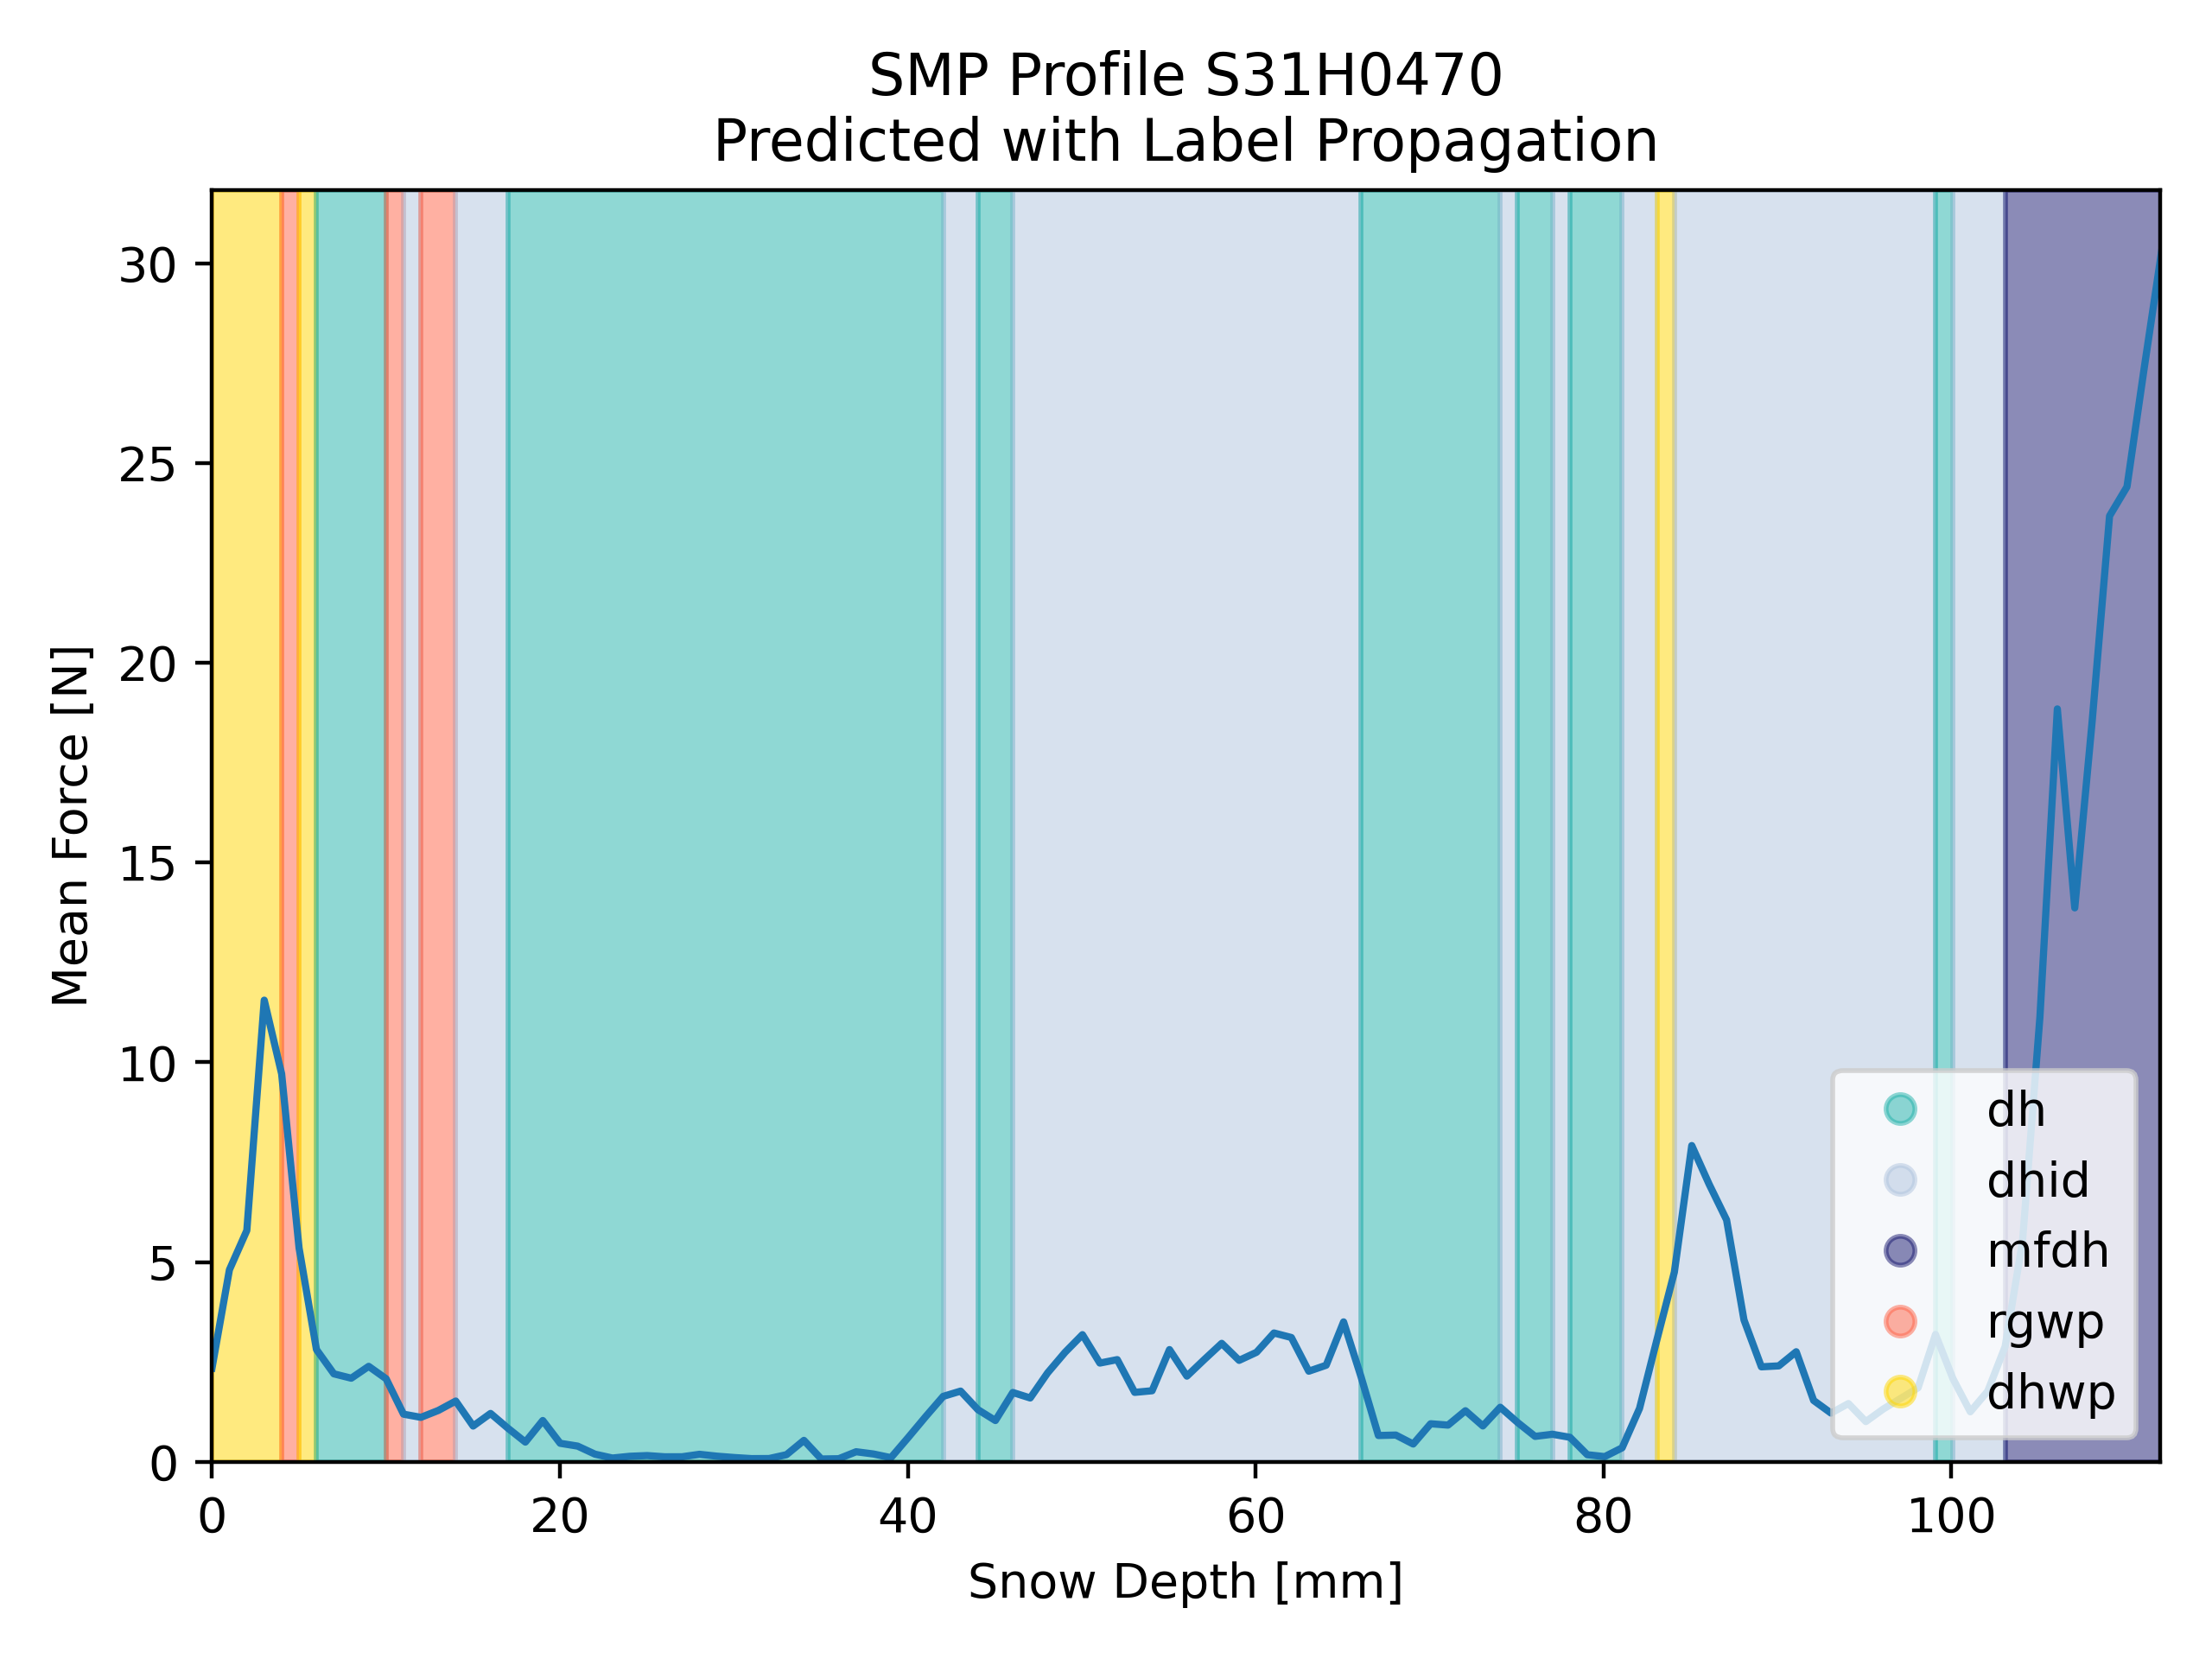 SMP Profile S31H0470
Predicted with Label Propagation
Mean Force [N]
30
25
20
15
10
5
0
0 20 40 60 80 100
Snow Depth [mm]
dh
dhid
mfdh
rgwp
dhwp